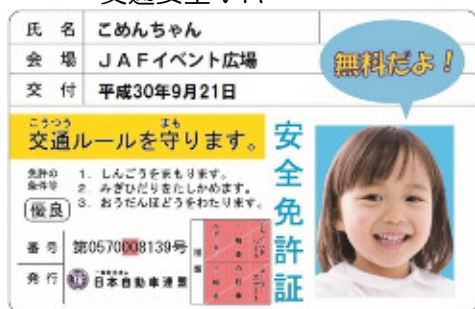 氏 名 こめんちゃん
会 場 JAFイベント広場
無料だよ！
交 付 平成30年9月21日
こうつう まも
交通ルールを守ります。
安全免許証
免許の
条件等
1. しんごうをまもります。
2. みぎひだりをたしかめます。
3. おうだんほどうをわたります。
優良
番 号 第0570008139号
発 行 日本自動車連盟